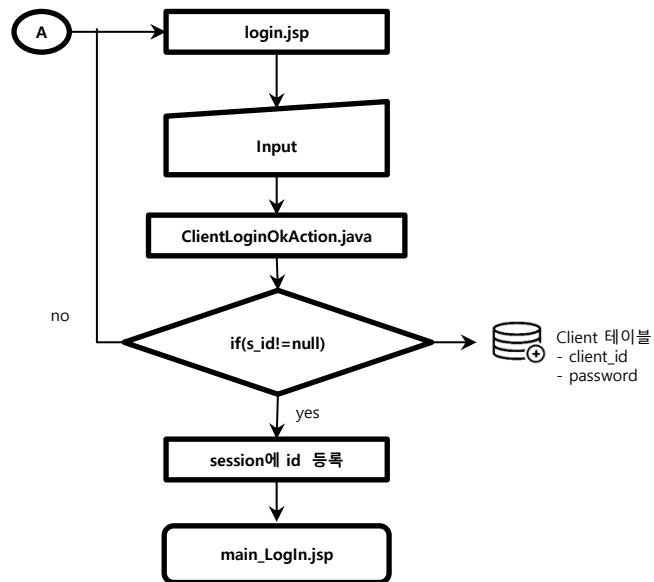 A
login.jsp
Input
ClientLoginOkAction.java
no
if(s_id!=null)
Client 테이블
- client_id
- password
yes
session에 id 등록
main_LogIn.jsp